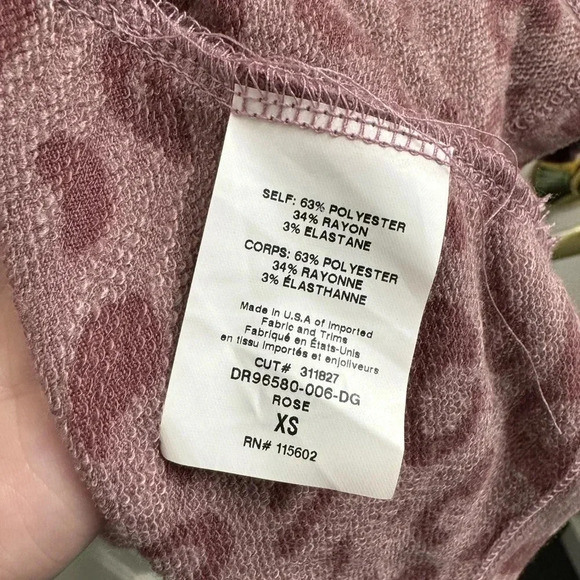 SELF: 63% POLYESTER
34% RAYON
3% ELASTANE
CORPS: 63% POLYESTER
34% RAYONNE
3% ÉLASTHANNE
Made in U.S.A of Imported
Fabric and Trims
Fabriqué en États-Unis
en tissu importés et enjoliveurs
CUT# 311827
DR96580-006-DG
ROSE
XS
RN# 115602